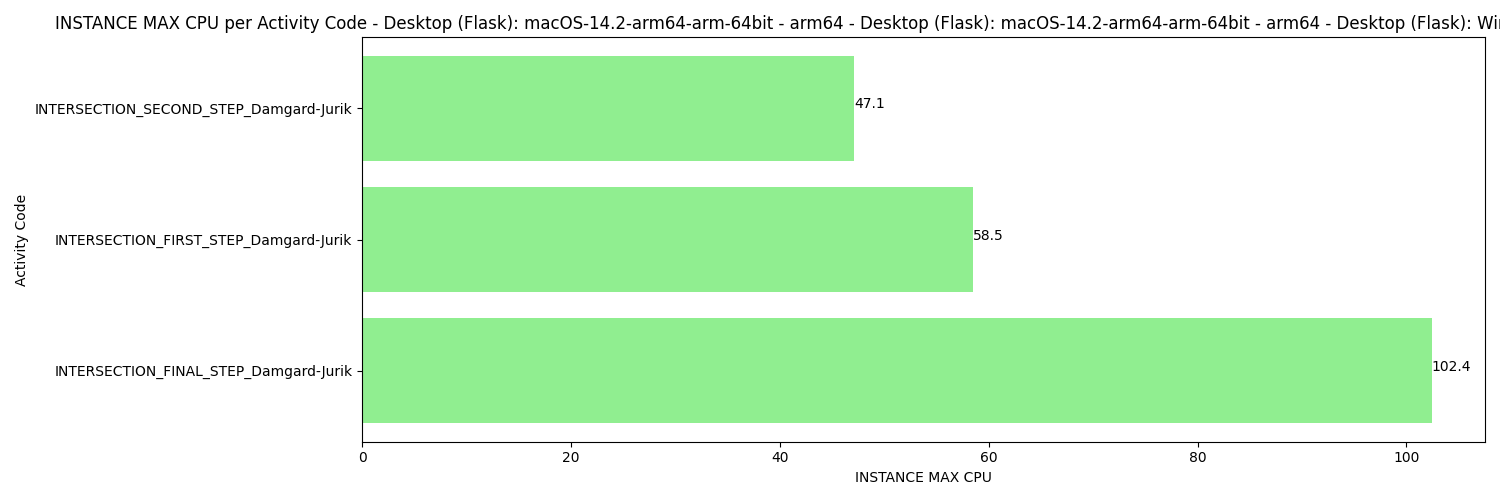 INSTANCE MAX CPU per Activity Code - Desktop (Flask): macOS-14.2-arm64-arm-64bit - arm64 - Desktop (Flask): macOS-14.2-arm64-arm-64bit - arm64 - Desktop (Flask):
INTERSECTION_SECOND_STEP_Damgard-Jurik
47.1
Activity Code
INTERSECTION_FIRST_STEP_Damgard-Jurik
58.5
INTERSECTION_FINAL_STEP_Damgard-Jurik
102.4
0 20 40 60 80 100
INSTANCE MAX CPU